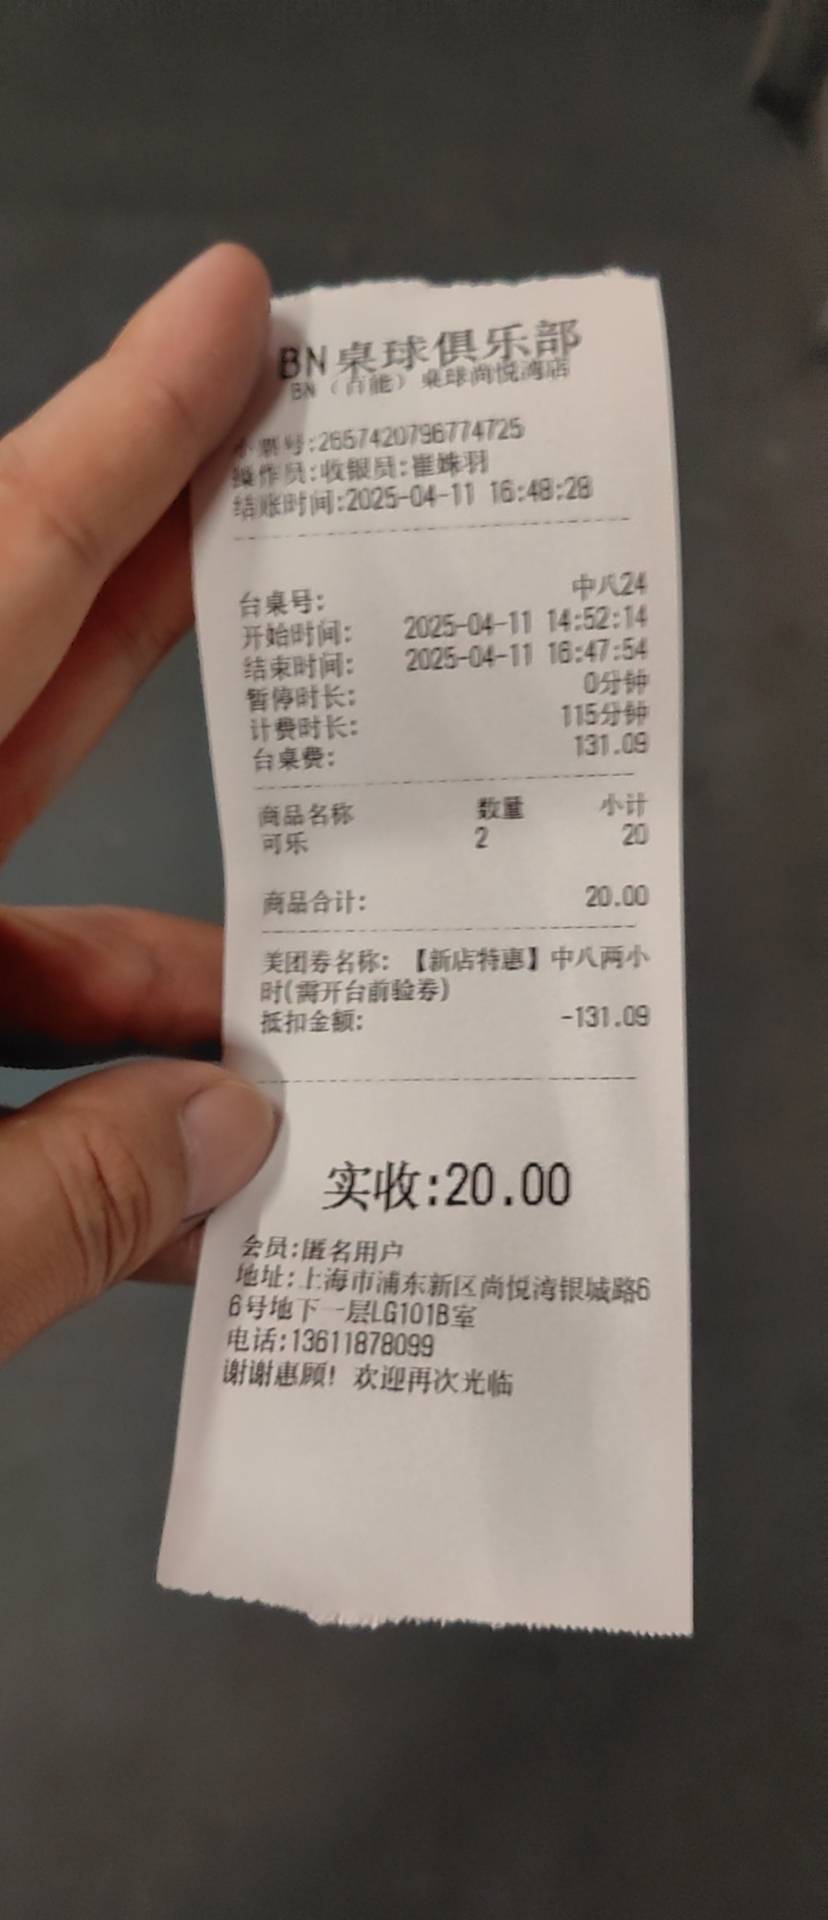 BN桌球俱乐部
BN（百能）桌球尚悦湾店
小票号:2657420796774725
操作员:收银员:崔姝羽
结账时间:2025-04-11 16:48:28
台桌号: 中八24
开始时间: 2025-04-11 14:52:14
结束时间: 2025-04-11 16:47:54
暂停时长: 0分钟
计费时长: 115分钟
台桌费: 131.09
商品名称 数量 小计
可乐 2 20
商品合计: 20.00
美团券名称: 【新店特惠】中八两小
时(需开台前验券)
抵扣金额: -131.09
实收:20.00
会员:匿名用户
地址:上海市浦东新区尚悦湾银城路6
6号地下一层LG101B室
电话:13611878099
谢谢惠顾！欢迎再次光临